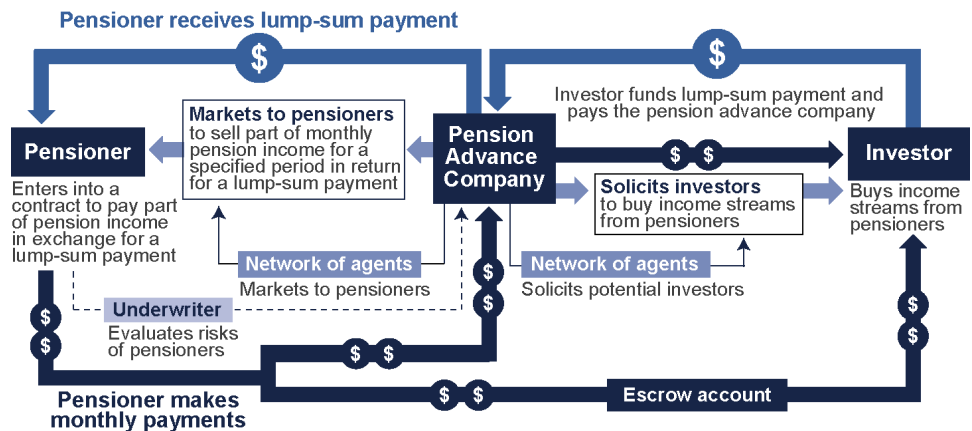 Pensioner receives lump-sum payment
$
$
Investor funds lump-sum payment and
pays the pension advance company
Pensioner
Enters into a
contract to pay part
of pension income
in exchange for a
lump-sum payment
Markets to pensioners
to sell part of monthly
pension income for a
specified period in return
for a lump-sum payment
Pension
Advance
Company
$ $
Investor
Buys income
streams from
pensioners
Solicits investors
to buy income streams
from pensioners
Network of agents
Markets to pensioners
Network of agents
Solicits potential investors
Underwriter
Evaluates risks
of pensioners
$
$
$
$
$
$
$ $
$ $
Escrow account
Pensioner makes
monthly payments